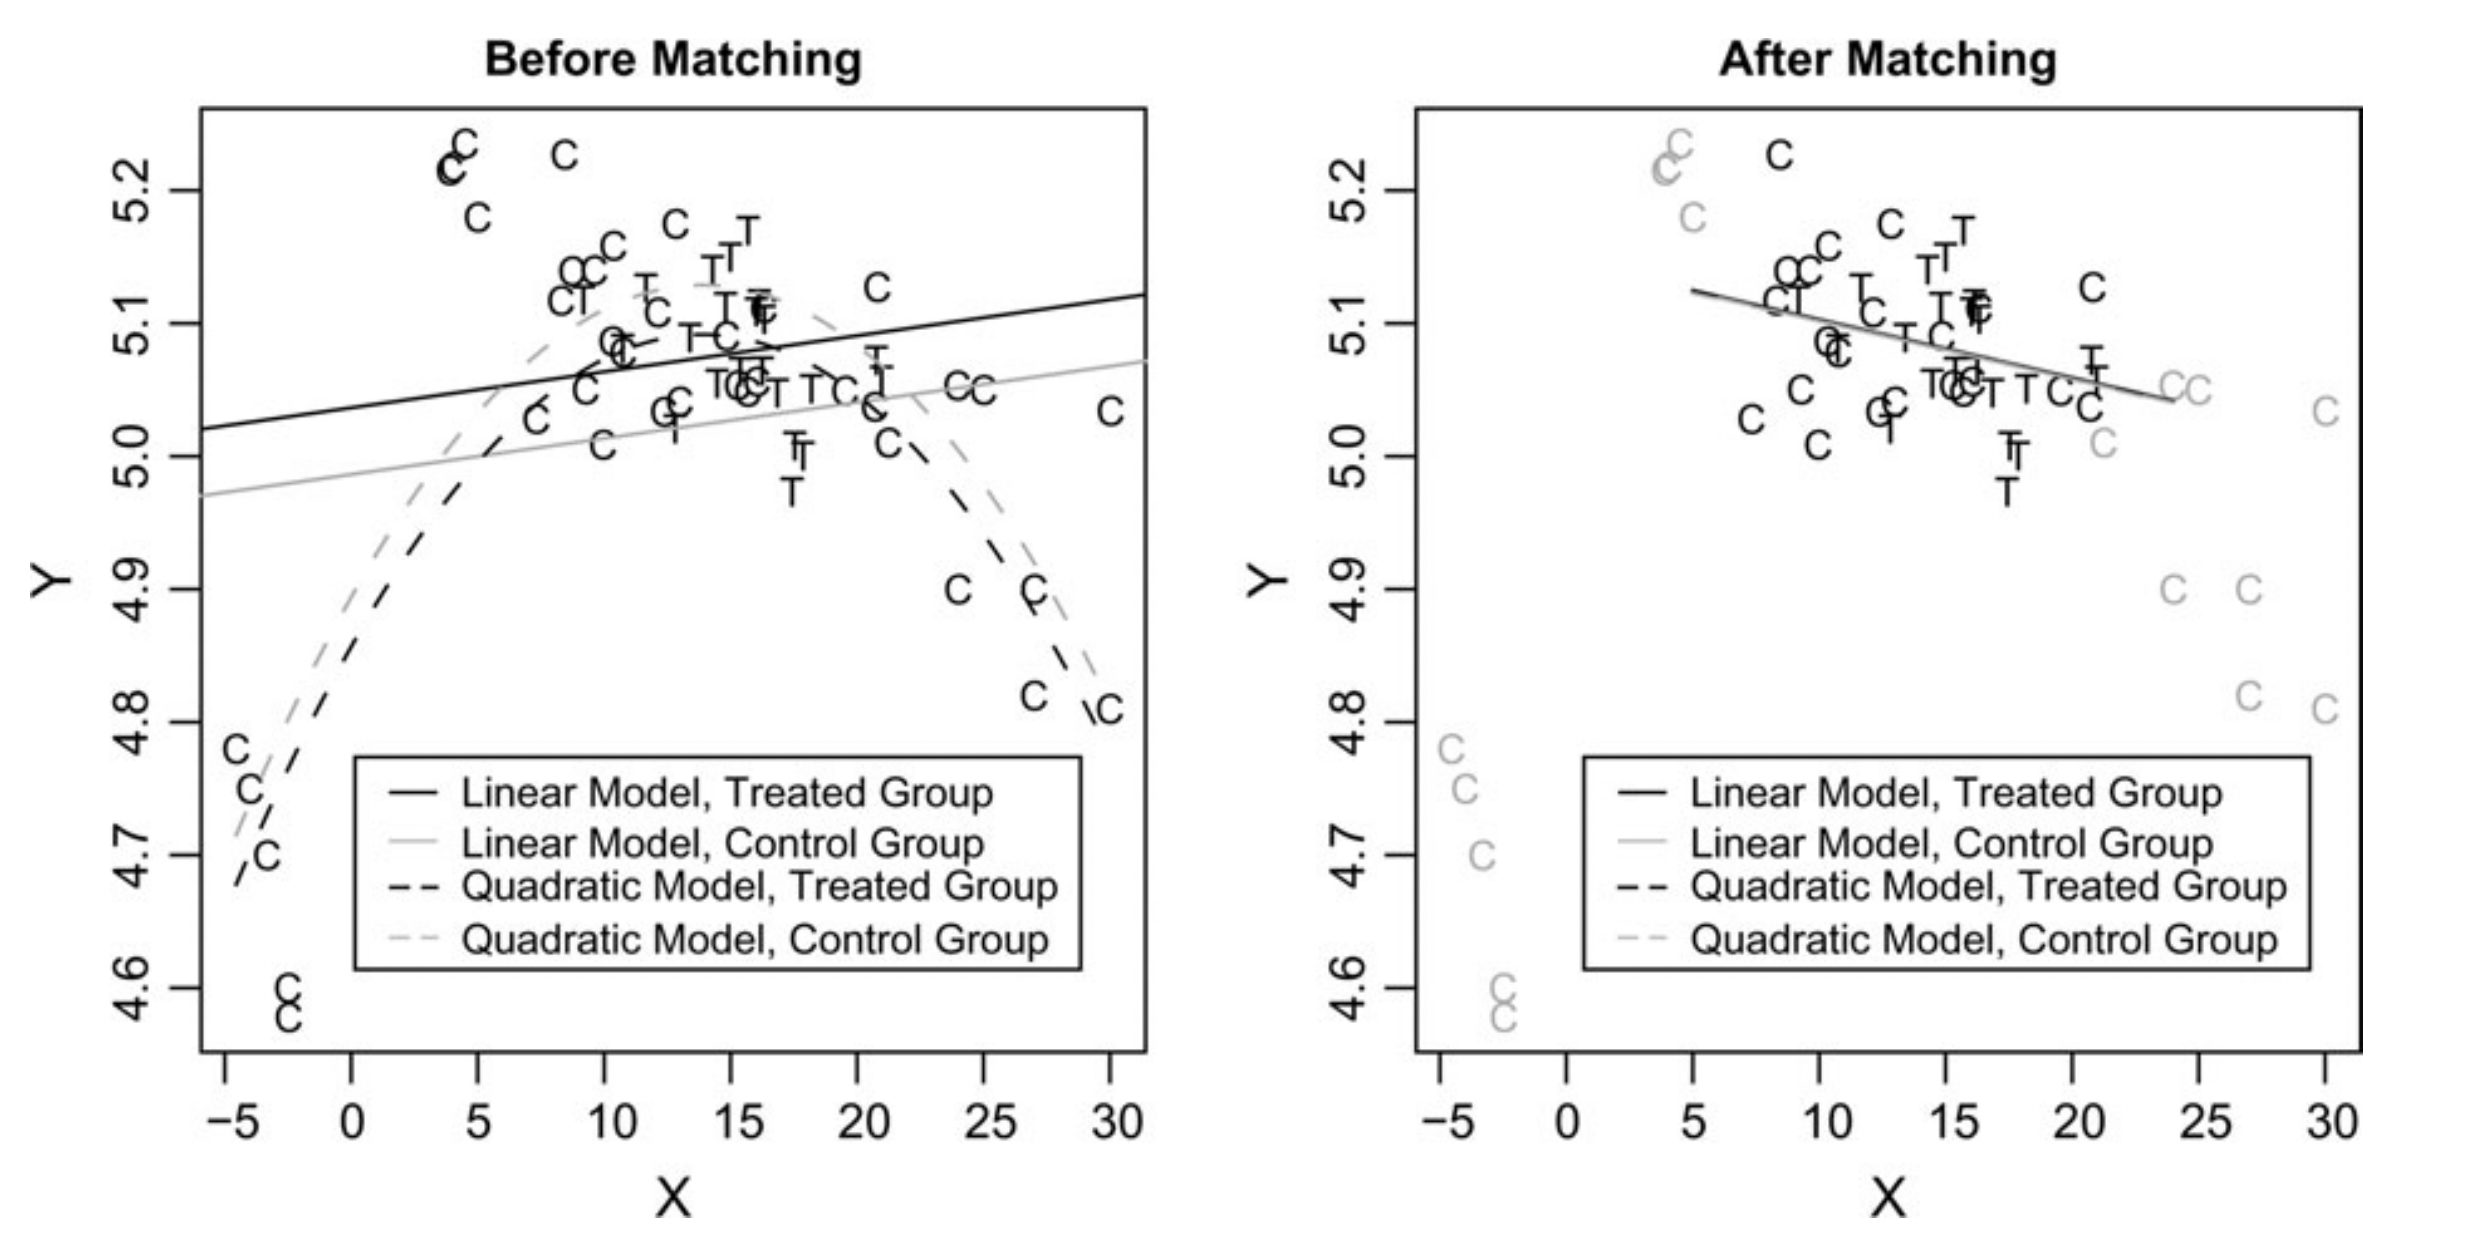 Before Matching
Y
5.2
5.1
5.0
4.9
4.8
4.7
4.6
Linear Model, Treated Group
Linear Model, Control Group
Quadratic Model, Treated Group
Quadratic Model, Control Group
−5 0 5 10 15 20 25 30
X
After Matching
Y
5.2
5.1
5.0
4.9
4.8
4.7
4.6
Linear Model, Treated Group
Linear Model, Control Group
Quadratic Model, Treated Group
Quadratic Model, Control Group
−5 0 5 10 15 20 25 30
X